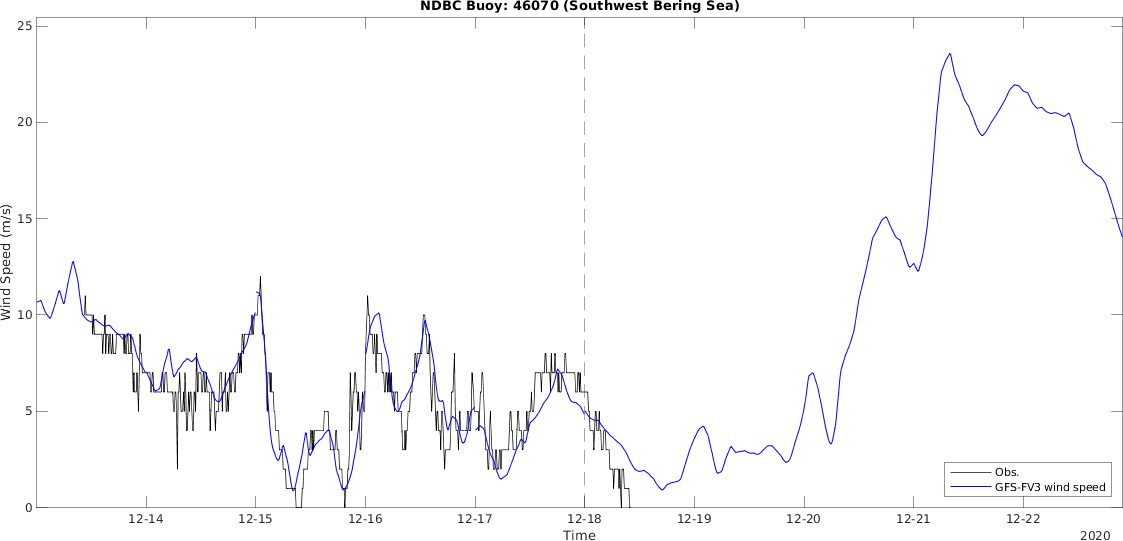 NDBC Buoy: 46070 (Southwest Bering Sea)
25
20
15
10
5
0
Wind Speed (m/s)
Obs.
GFS-FV3 wind speed
12-14 12-15 12-16 12-17 12-18 12-19 12-20 12-21 12-22
Time
2020